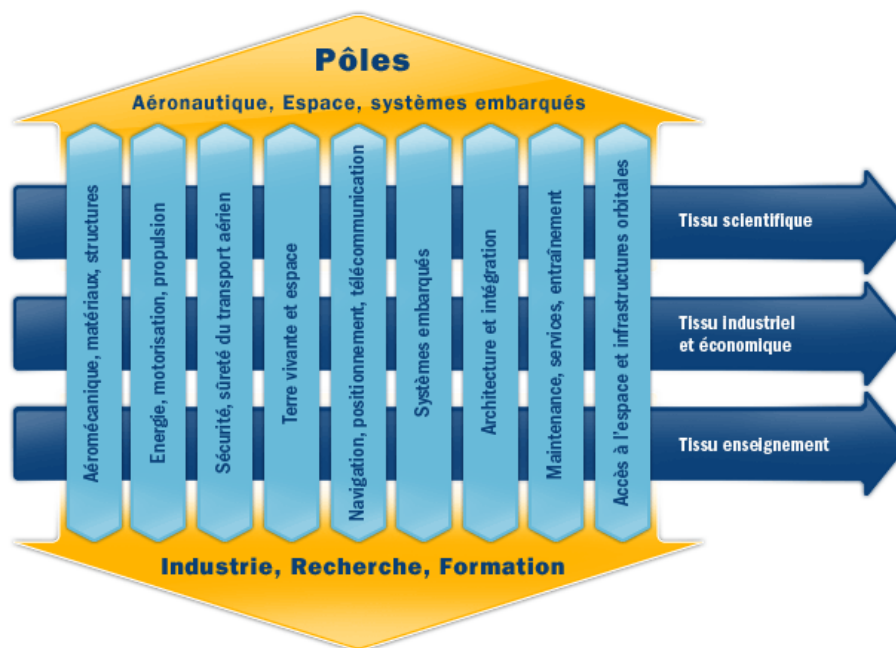 Pôles
Aéronautique, Espace, systèmes embarqués
Aéromécanique, matériaux, structures
Energie, motorisation, propulsion
Sécurité, sûreté du transport aérien
Terre vivante et espace
Navigation, positionnement, télécommunication
Systèmes embarqués
Architecture et intégration
Maintenance, services, entraînement
Accès à l'espace et infrastructures orbitales
Tissu scientifique
Tissu industriel
et économique
Tissu enseignement
Industrie, Recherche, Formation